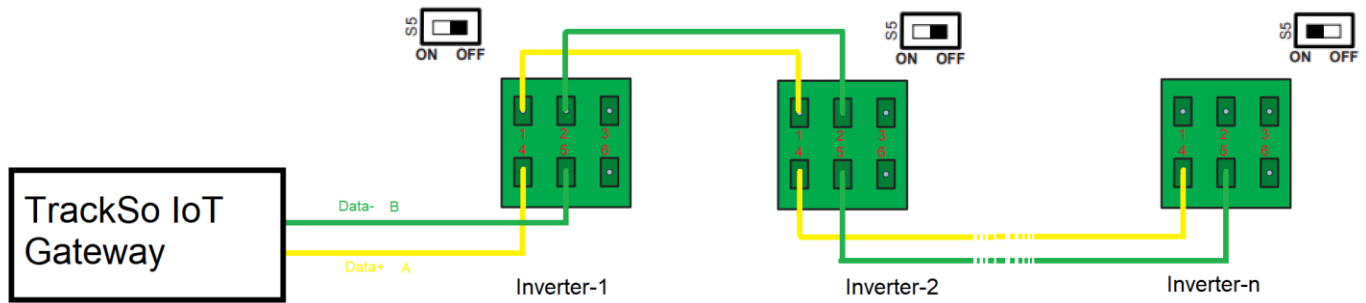 S5
ON OFF
S5
ON OFF
S5
ON OFF
1 2 3
4 5 6
1 2 3
4 5 6
1 2 3
4 5 6
TrackSo IoT
Gateway
Data- B
Data+ A
Inverter-1
Inverter-2
Inverter-n